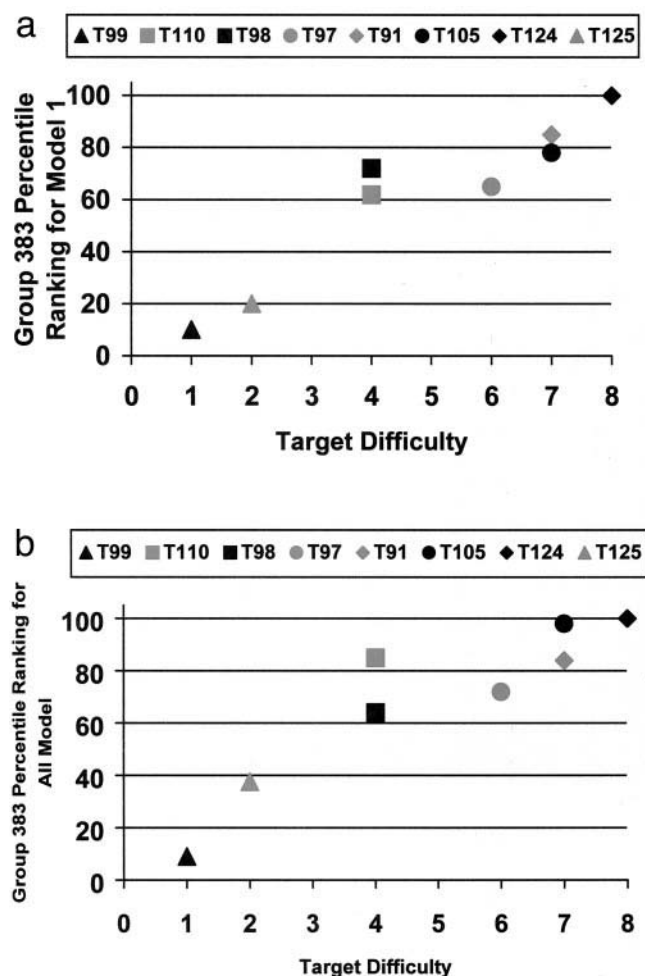 a
T99 T110 T98 T97 T91 T105 T124 T125
Group 383 Percentile
Ranking for Model 1
100
80
60
40
20
0
0 1 2 3 4 5 6 7 8
Target Difficulty
b
T99 T110 T98 T97 T91 T105 T124 T125
Group 383 Percentile Ranking for
All Model
100
80
60
40
20
0
0 1 2 3 4 5 6 7 8
Target Difficulty